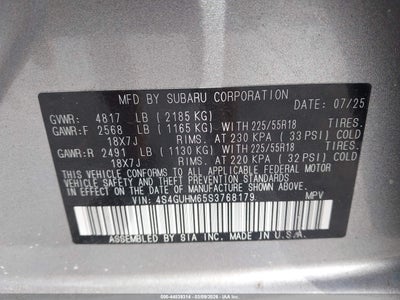 MFD BY SUBARU CORPORATION DATE: 07/25
GVWR: 4817 LB (2185 KG)
GAWR:F 2568 LB (1165 KG) WITH 225/55R18 TIRES.
18X7J RIMS. AT 230 KPA (33 PSI) COLD
GAWR:R 2491 LB (1130 KG) WITH 225/55R18 TIRES.
18X7J RIMS. AT 220 KPA (32 PSI) COLD
THIS VEHICLE CONFORMS TO ALL APPLICABLE FEDERAL MOTOR
VEHICLE SAFETY STANDARDS IN EFFECT ON THE DATE OF
MANUFACTURE SHOWN ABOVE.
VIN: 4S4GUHM65S3768179 MPV
ASSEMBLED BY SIA INC. MADE IN U.S.A.